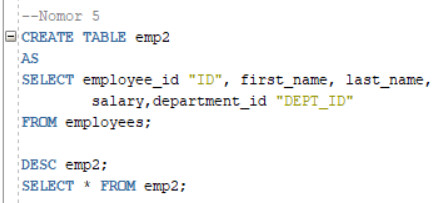 --Nomor 5
CREATE TABLE emp2
AS
SELECT employee_id "ID", first_name, last_name,
salary,department_id "DEPT_ID"
FROM employees;
DESC emp2;
SELECT * FROM emp2;